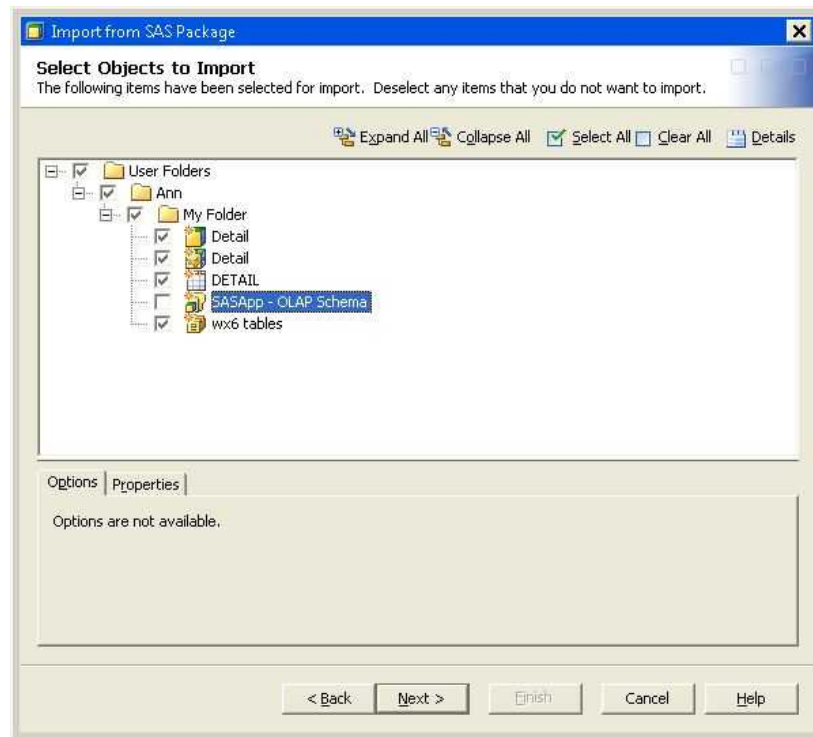 Import from SAS Package
Select Objects to Import
The following items have been selected for import. Deselect any items that you do not want to import.
Expand All Collapse All Select All Clear All Details
User Folders
Ann
My Folder
Detail
Detail
DETAIL
SASApp - OLAP Schema
wx6 tables
Options Properties
Options are not available.
< Back Next > Finish Cancel Help